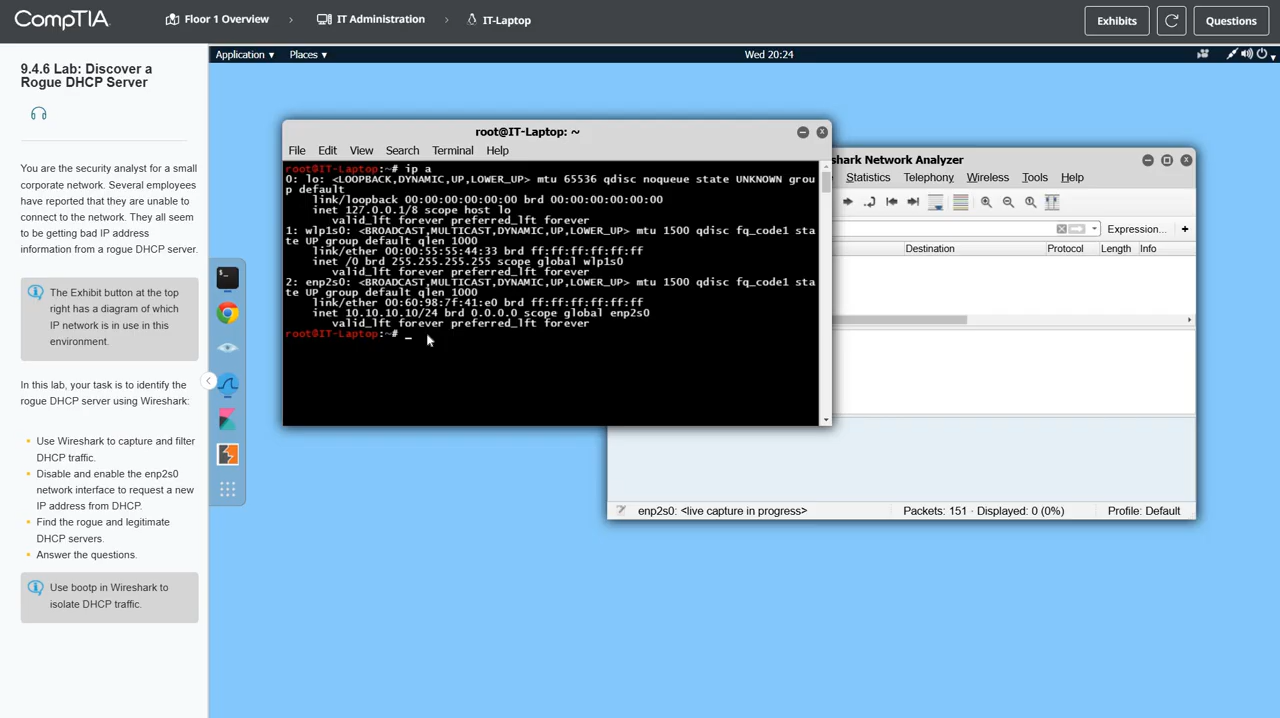 CompTIA.
Floor 1 Overview
IT Administration
IT-Laptop
Exhibits
Questions
9.4.6 Lab: Discover a
Rogue DHCP Server
You are the security analyst for a small
corporate network. Several employees
have reported that they are unable to
connect to the network. They all seem
to be getting bad IP address
information from a rogue DHCP server.
The Exhibit button at the top
right has a diagram of which
IP network is in use in this
environment.
In this lab, your task is to identify the
rogue DHCP server using Wireshark:
Use Wireshark to capture and filter
DHCP traffic.
Disable and enable the enp2s0
network interface to request a new
IP address from DHCP.
Find the rogue and legitimate
DHCP servers.
Answer the questions.
Use bootp in Wireshark to
isolate DHCP traffic.
Application ▾ Places ▾
Wed 20:24
root@IT-Laptop: ~
File Edit View Search Terminal Help
root@IT-Laptop:~# ip a
0: lo: <LOOPBACK,DYNAMIC,UP,LOWER_UP> mtu 65536 qdisc noqueue state UNKNOWN grou
p default
link/loopback 00:00:00:00:00:00 brd 00:00:00:00:00:00
inet 127.0.0.1/8 scope host lo
valid_lft forever preferred_lft forever
1: wlp1s0: <BROADCAST,MULTICAST,DYNAMIC,UP,LOWER_UP> mtu 1500 qdisc fq_code1 sta
te UP group default qlen 1000
link/ether 00:00:55:55:44:33 brd ff:ff:ff:ff:ff:ff
inet /0 brd 255.255.255.255 scope global wlp1s0
valid_lft forever preferred_lft forever
2: enp2s0: <BROADCAST,MULTICAST,DYNAMIC,UP,LOWER_UP> mtu 1500 qdisc fq_code1 sta
te UP group default qlen 1000
link/ether 00:60:98:7f:41:e0 brd ff:ff:ff:ff:ff:ff
inet 10.10.10.10/24 brd 0.0.0.0 scope global enp2s0
valid_lft forever preferred_lft forever
root@IT-Laptop:~# _
shark Network Analyzer
Statistics Telephony Wireless Tools Help
Expression... +
Destination Protocol Length Info
enp2s0: <live capture in progress>
Packets: 151 · Displayed: 0 (0%)
Profile: Default